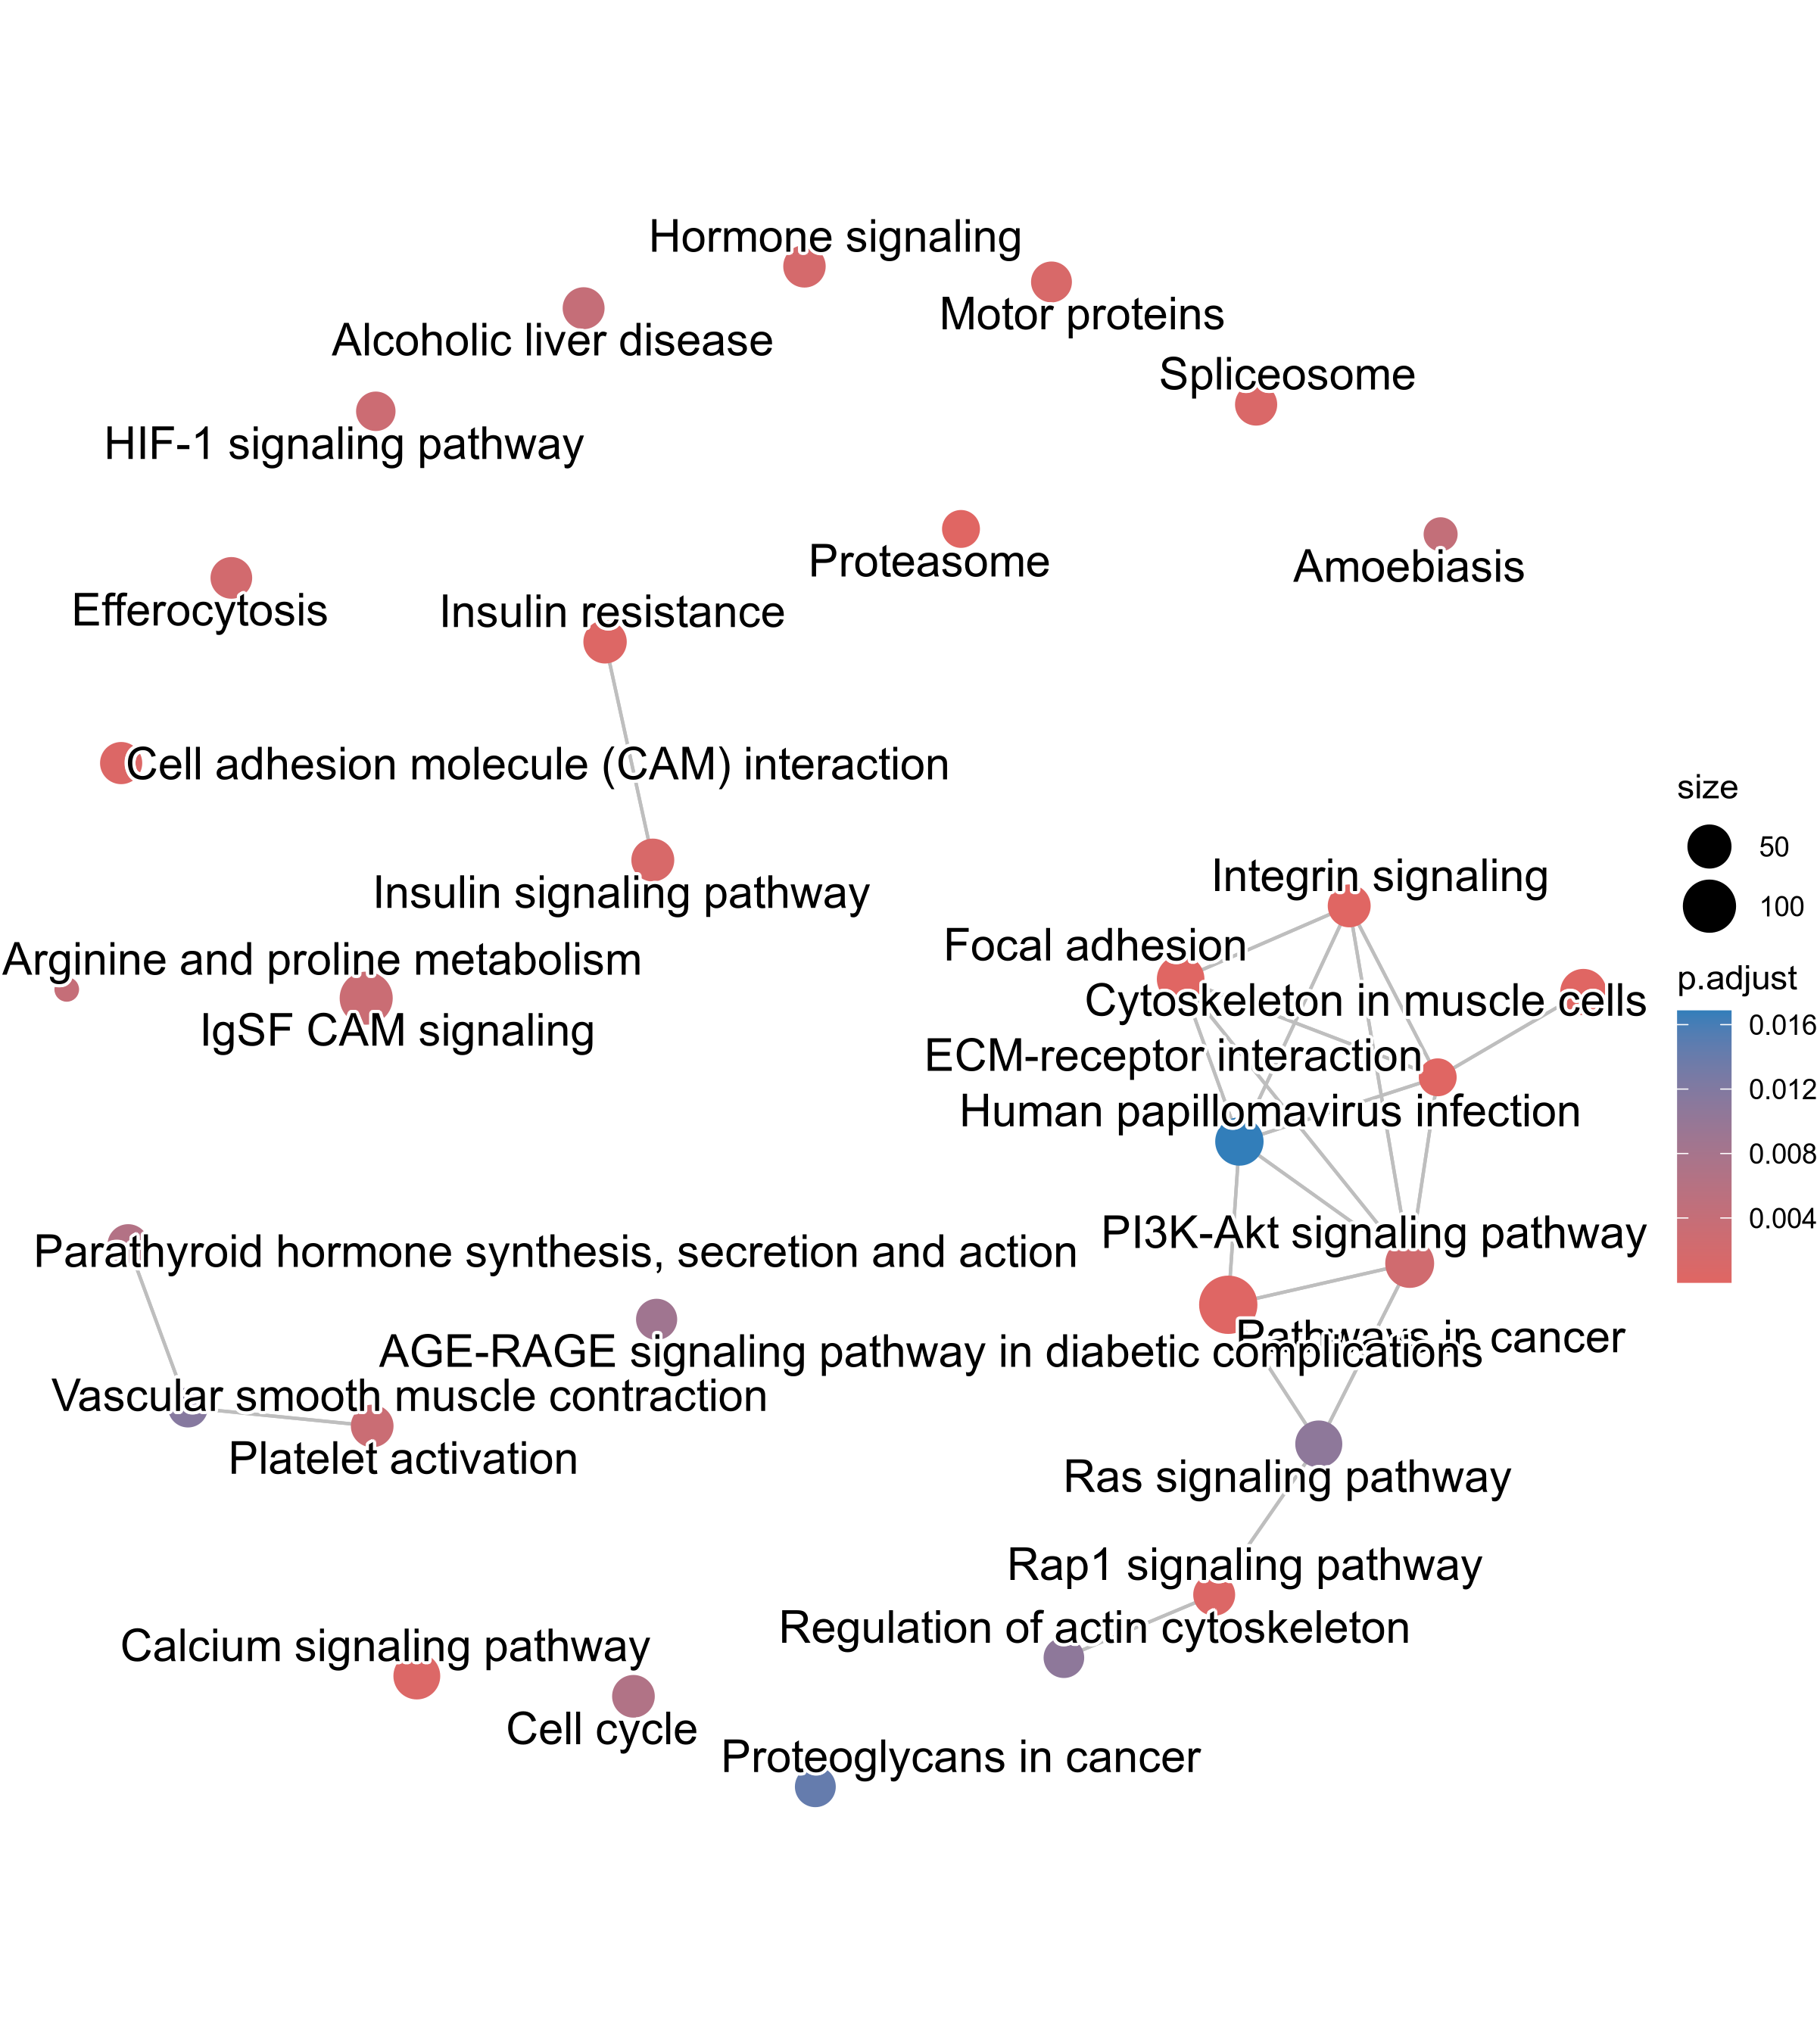 Hormone signaling
Motor proteins
Alcoholic liver disease
Spliceosome
HIF-1 signaling pathway
Proteasome
Amoebiasis
Efferocytosis
Insulin resistance
Cell adhesion molecule (CAM) interaction
size
50
100
Insulin signaling pathway
Integrin signaling
Focal adhesion
Arginine and proline metabolism
p.adjust
0.016
0.012
0.008
0.004
Cytoskeleton in muscle cells
IgSF CAM signaling
ECM-receptor interaction
Human papillomavirus infection
PI3K-Akt signaling pathway
Parathyroid hormone synthesis, secretion and action
Pathways in cancer
AGE-RAGE signaling pathway in diabetic complications
Vascular smooth muscle contraction
Platelet activation
Ras signaling pathway
Rap1 signaling pathway
Regulation of actin cytoskeleton
Calcium signaling pathway
Cell cycle
Proteoglycans in cancer